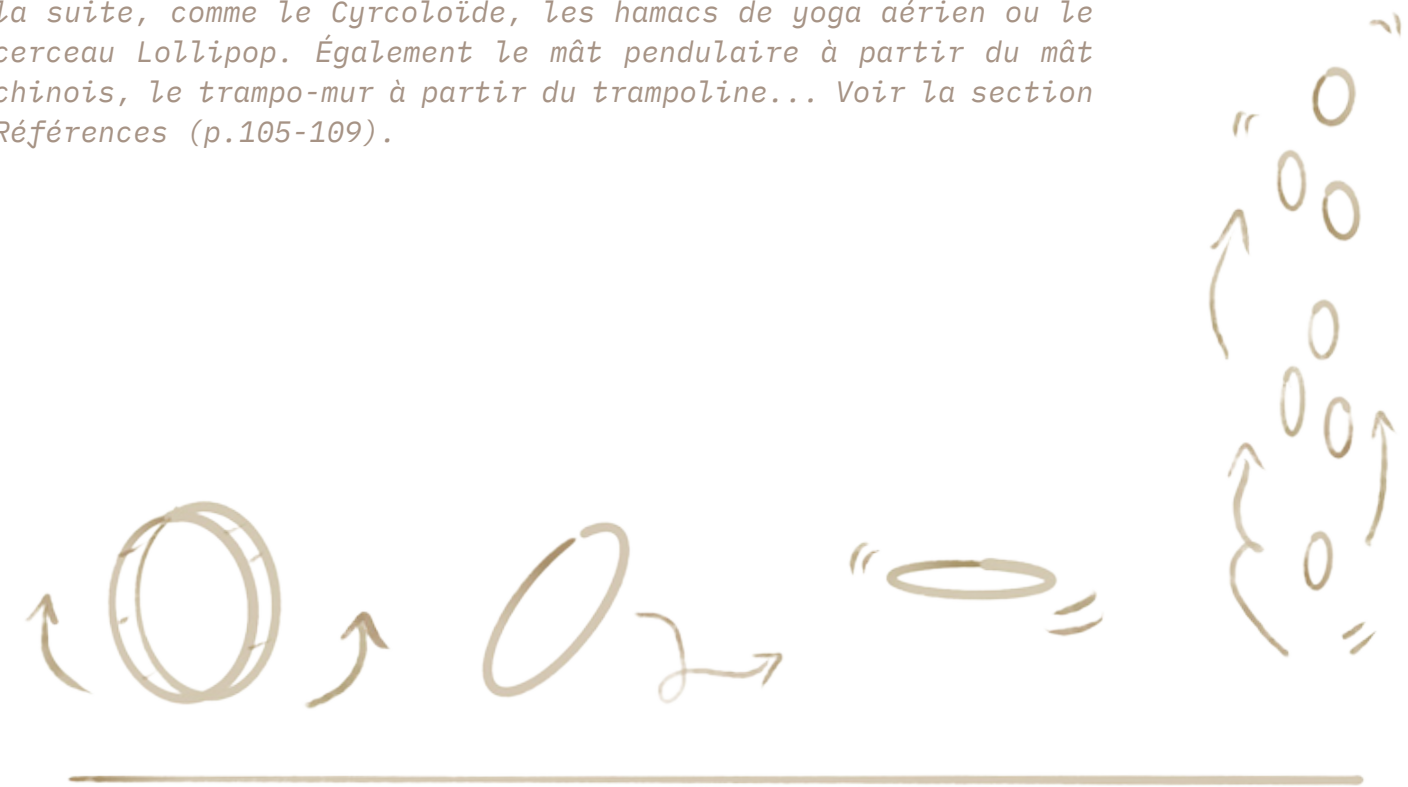 la suite, comme le Cyrcoloïde, les hamacs de yoga aérien ou le
cerceau Lollipop. Également le mât pendulaire à partir du mât
chinois, le trampo-mur à partir du trampoline... Voir la section
Références (p.105-109).